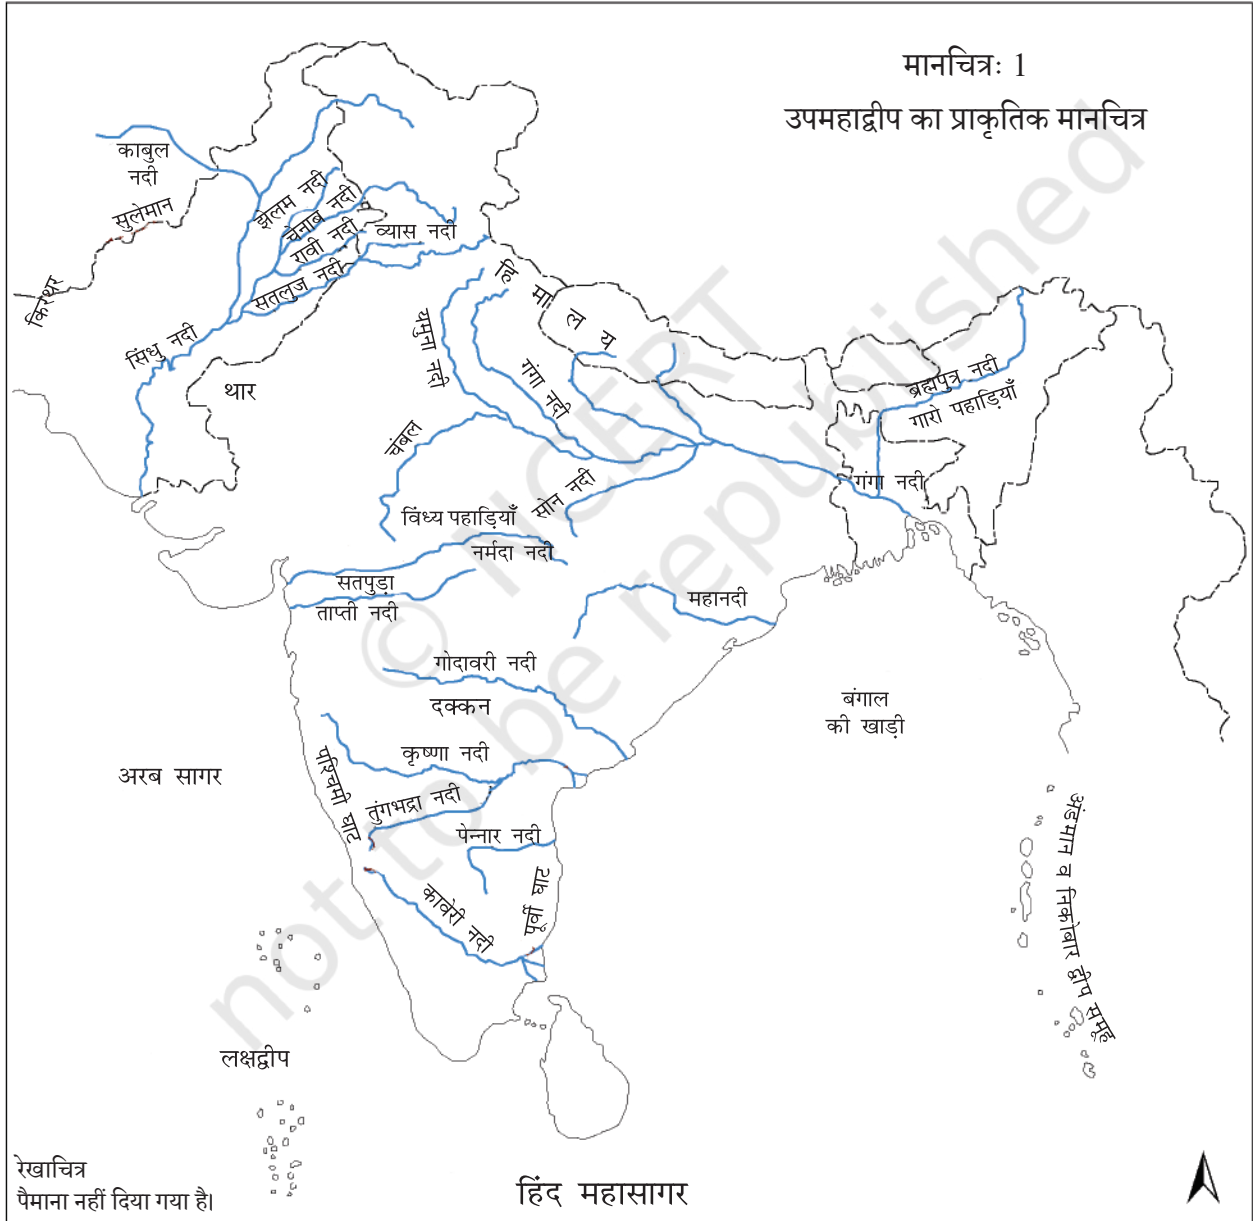 मानचित्रः 1
उपमहाद्वीप का प्राकृतिक मानचित्र
काबुल
नदी
सुलेमान
किरथर
झेलम नदी
चेनाब नदी
रावी नदी
व्यास नदी
सतलुज नदी
सिंधु नदी
थार
हिमालय
यमुना नदी
गंगा नदी
चंबल
सोन नदी
ब्रह्मपुत्र नदी
गारो पहाड़ियाँ
गंगा नदी
विंध्य पहाड़ियाँ
नर्मदा नदी
सतपुड़ा
ताप्ती नदी
महानदी
गोदावरी नदी
दक्कन
बंगाल
की खाड़ी
कृष्णा नदी
पश्चिमी घाट
अरब सागर
तुंगभद्रा नदी
पेन्नार नदी
पूर्वी घाट
कावेरी नदी
अंडमान व निकोबार द्वीप समूह
लक्षद्वीप
हिंद महासागर
रेखाचित्र
पैमाना नहीं दिया गया है।
© NCERT
not to be republished